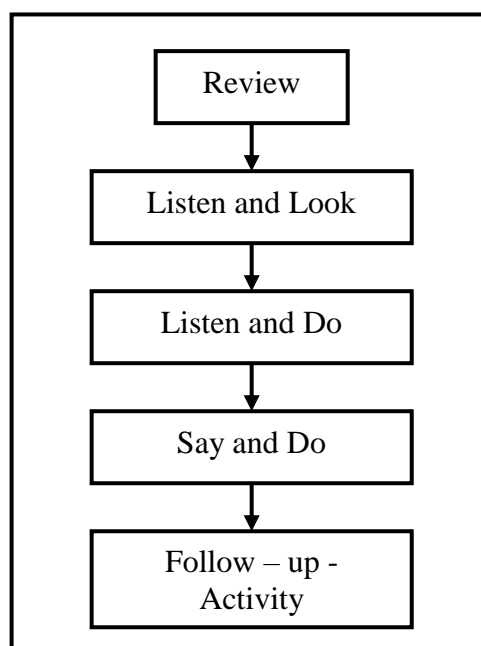 Review
Listen and Look
Listen and Do
Say and Do
Follow – up -
Activity